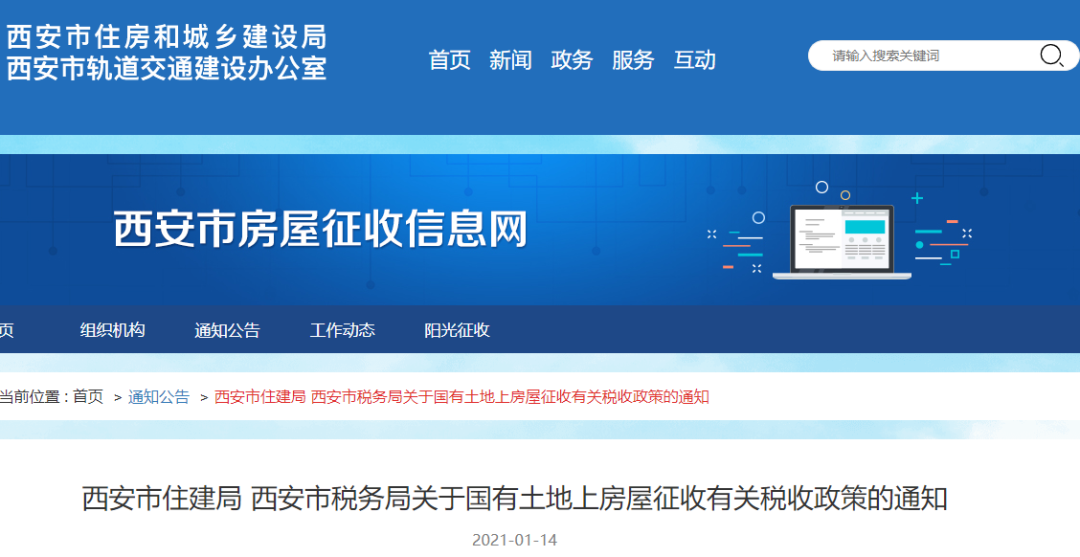 西安市住房和城乡建设局
西安市轨道交通建设办公室
首页 新闻 政务 服务 互动
请输入搜索关键词
西安市房屋征收信息网
页 组织机构 通知公告 工作动态 阳光征收
当前位置：首页 > 通知公告 > 西安市住建局 西安市税务局关于国有土地上房屋征收有关税收政策的通知
西安市住建局 西安市税务局关于国有土地上房屋征收有关税收政策的通知
2021-01-14